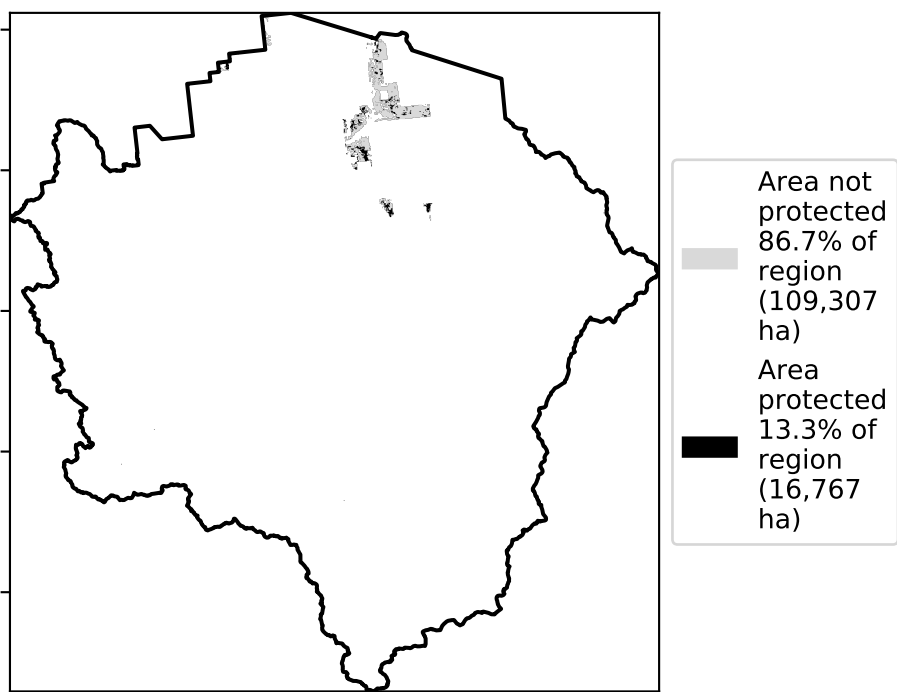 Area not
protected
86.7% of
region
(109,307
ha)
Area
protected
13.3% of
region
(16,767
ha)